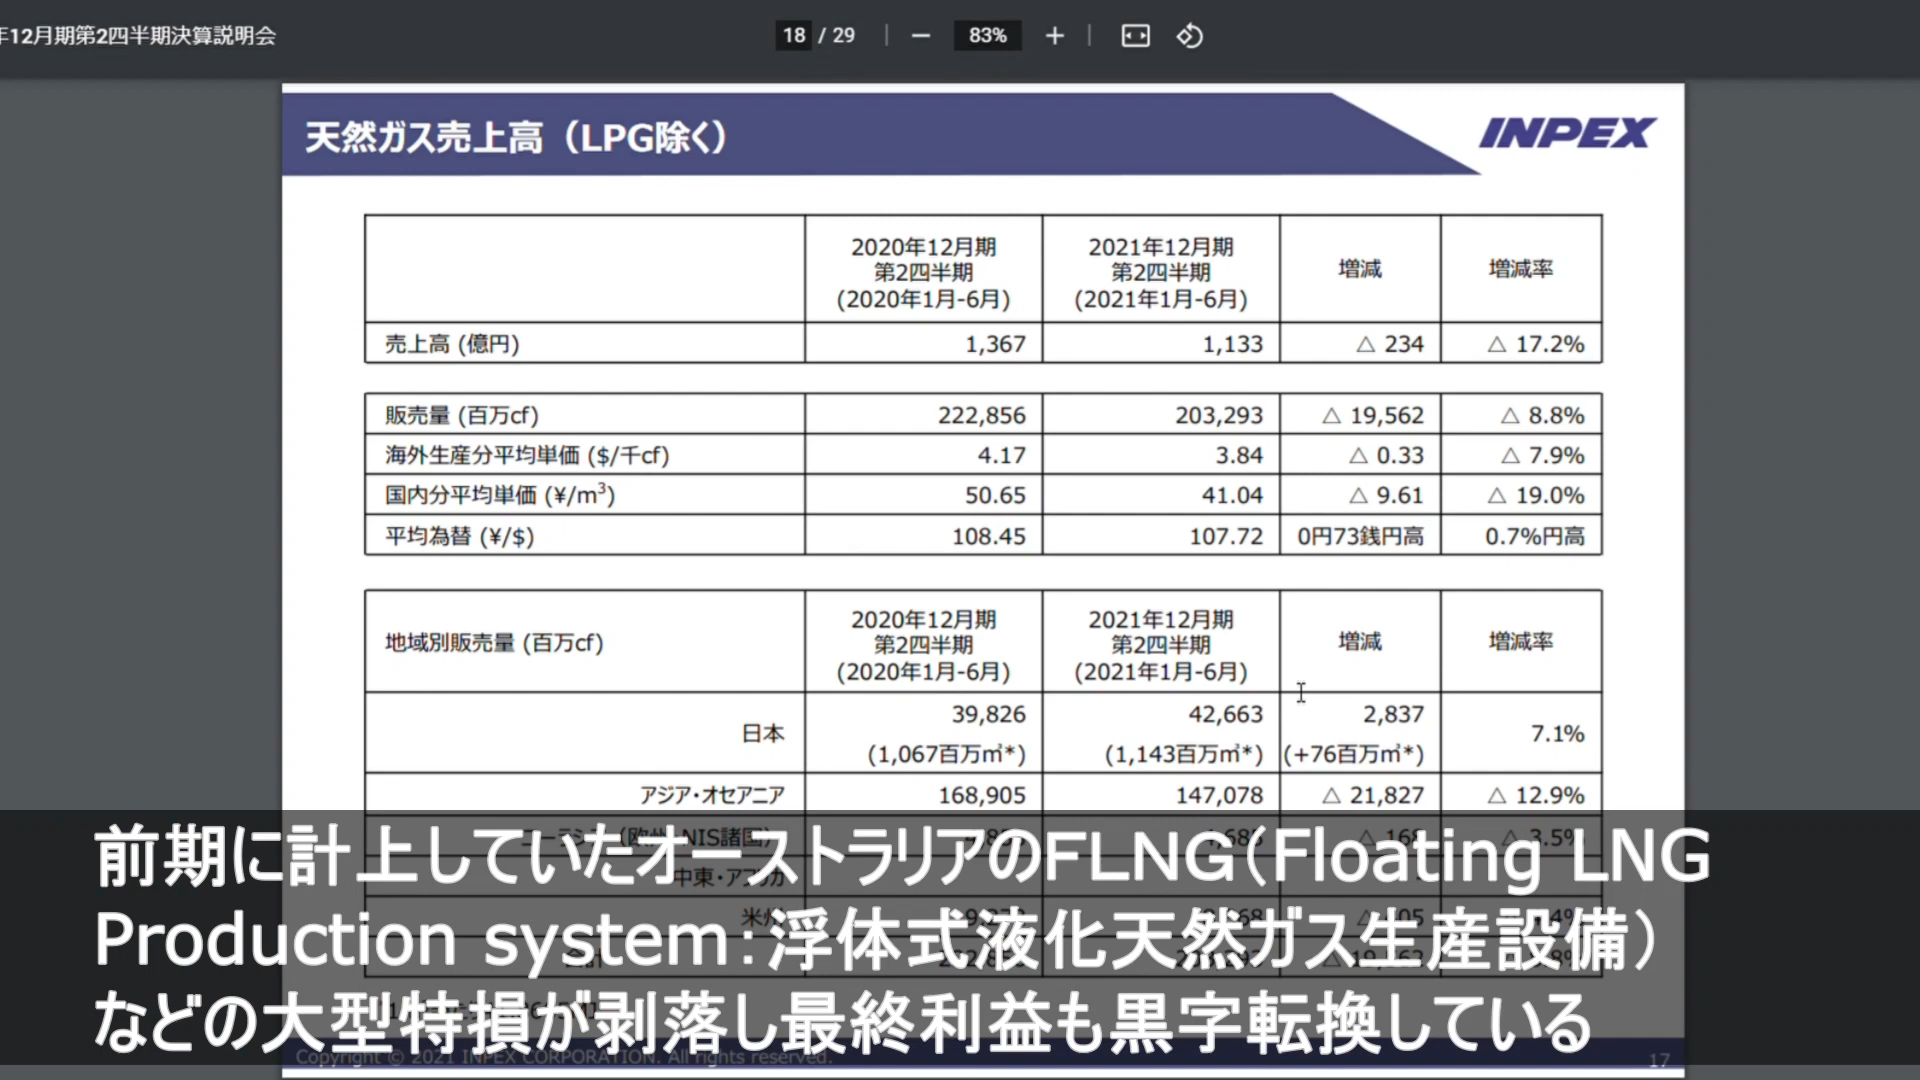 年12月期第2四半期決算説明会
18 / 29
83%
天然ガス売上高（LPG除く）
INPEX
2020年12月期
第2四半期
(2020年1月-6月)
2021年12月期
第2四半期
(2021年1月-6月)
増減
増減率
売上高 (億円) 1,367 1,133 △ 234 △ 17.2%
販売量 (百万cf) 222,856 203,293 △ 19,562 △ 8.8%
海外生産分平均単価 ($/千cf) 4.17 3.84 △ 0.33 △ 7.9%
国内分平均単価 (¥/m³) 50.65 41.04 △ 9.61 △ 19.0%
平均為替 (¥/$) 108.45 107.72 0円73銭円高 0.7%円高
地域別販売量 (百万cf)
2020年12月期
第2四半期
(2020年1月-6月)
2021年12月期
第2四半期
(2021年1月-6月)
増減
増減率
日本
39,826 42,663 2,837 7.1%
(1,067百万㎥*) (1,143百万㎥*) (+76百万㎥*)
アジア・オセアニア 168,905 147,078 △ 21,827 △ 12.9%
前期に計上していたオーストラリアのFLNG（Floating LNG
Production system：浮体式液化天然ガス生産設備）
などの大型特損が剥落し最終利益も黒字転換している
Copyright © 2021 INPEX CORPORATION. All rights reserved.
17